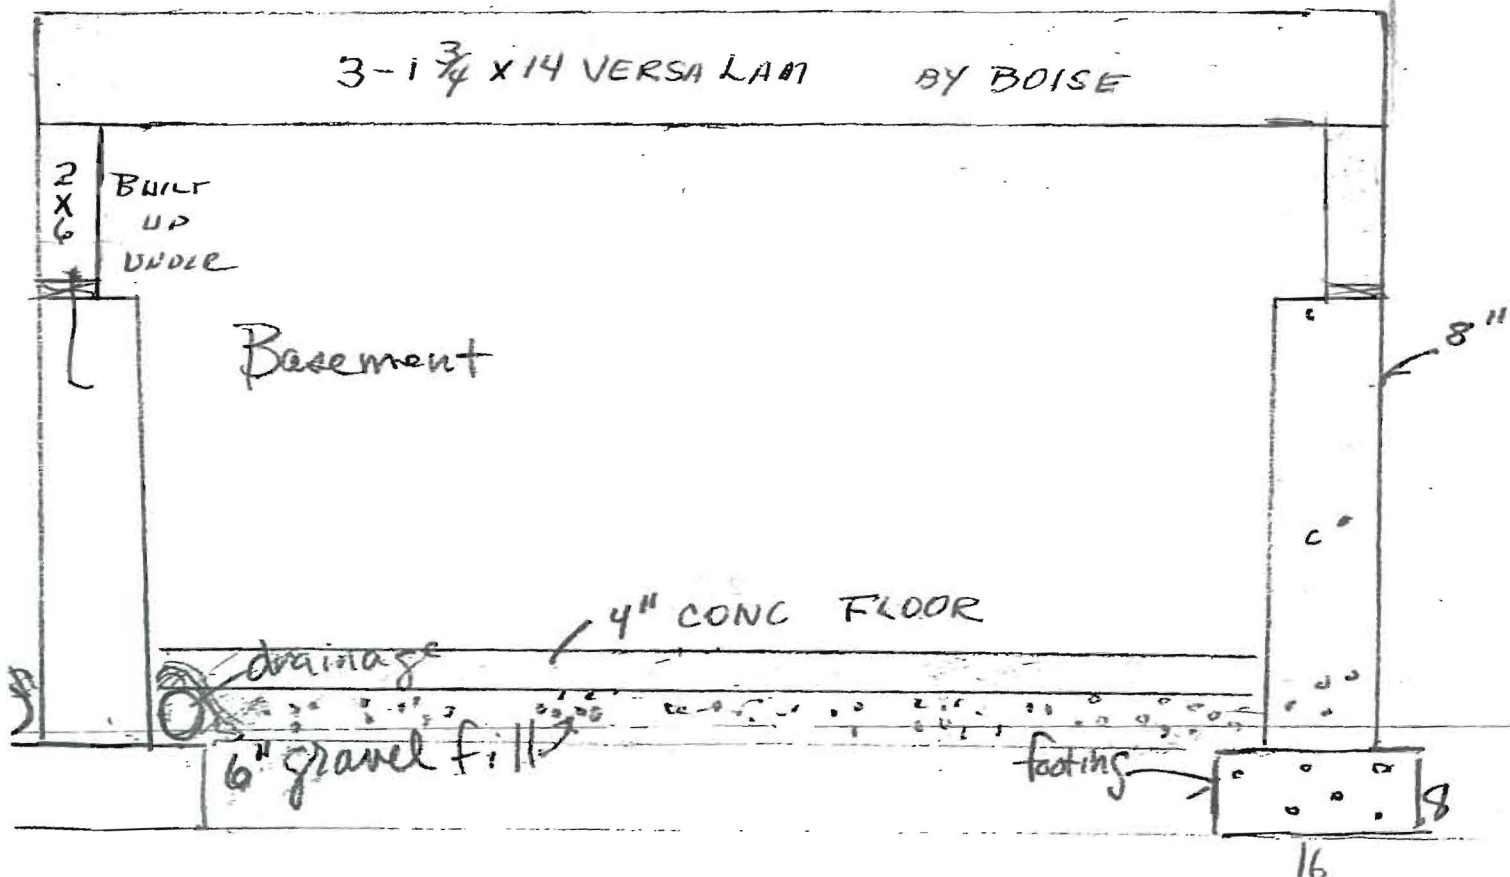 3-1 3/4 x 14 VERSA LAM BY BOISE
2
X
6
BUILT
UP
UNDER
Basement
8"
4" CONC FLOOR
drainage
6" gravel fill
footing
8
16